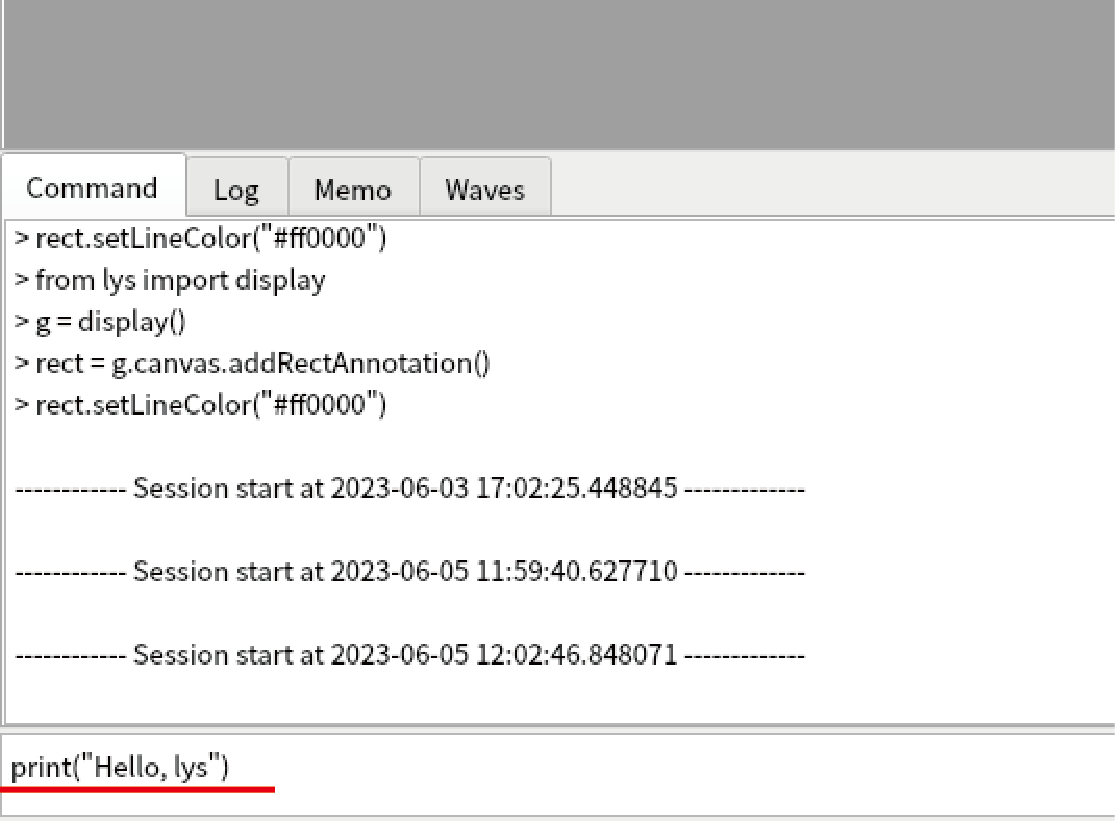 Command Log Memo Waves
> rect.setLineColor("#ff0000")
> from lys import display
> g = display()
> rect = g.canvas.addRectAnnotation()
> rect.setLineColor("#ff0000")
------------ Session start at 2023-06-03 17:02:25.448845 -------------
------------ Session start at 2023-06-05 11:59:40.627710 -------------
------------ Session start at 2023-06-05 12:02:46.848071 -------------
print("Hello, lys")